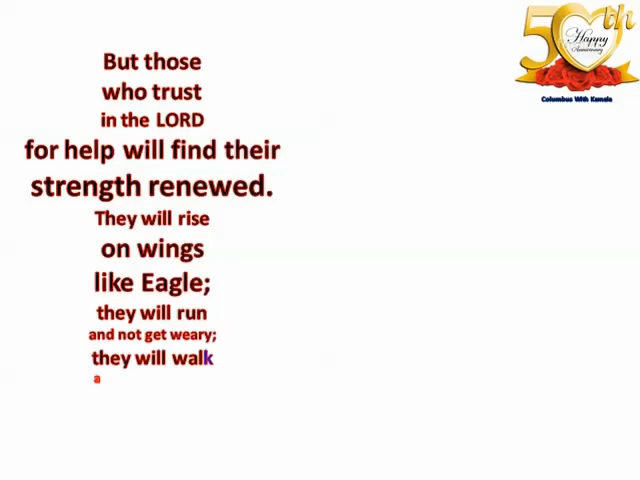 50th
Happy
Anniversary
Columbus With Kamala
But those
who trust
in the LORD
for help will find their
strength renewed.
They will rise
on wings
like Eagle;
they will run
and not get weary;
they will walk
a